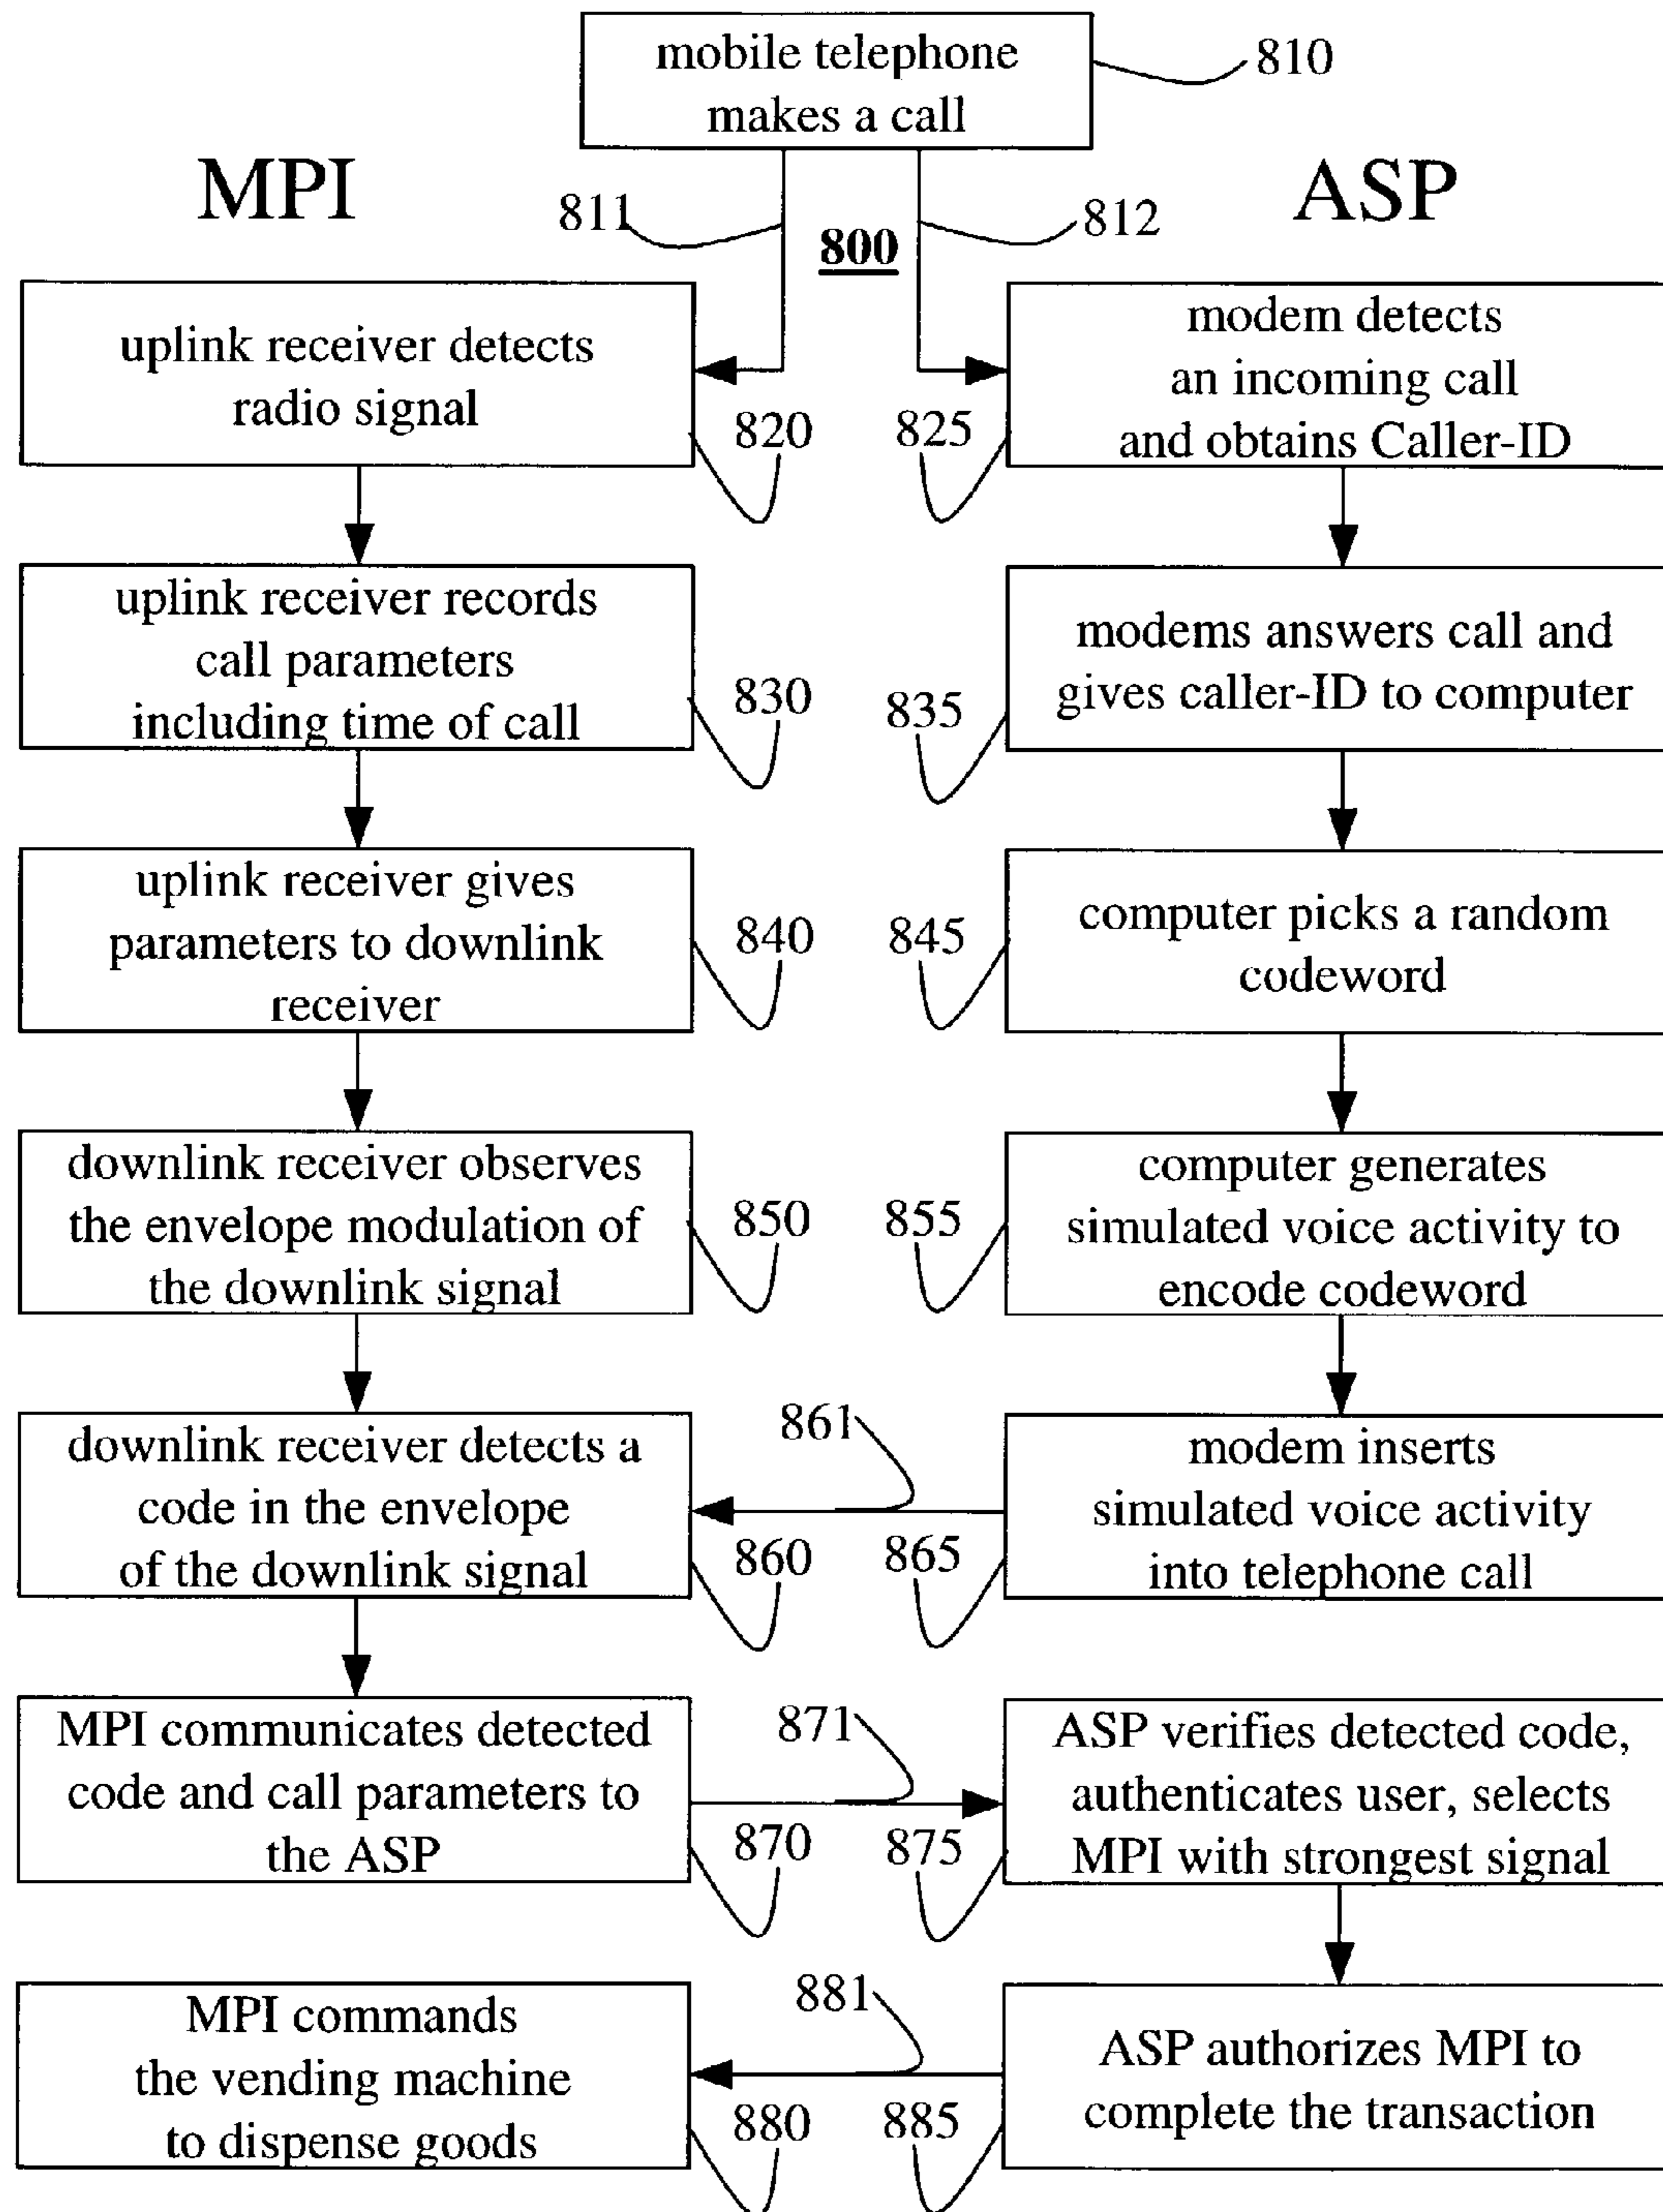 mobile telephone
makes a call
810
MPI
ASP
811
812
800
uplink receiver detects
radio signal
820
825
modem detects
an incoming call
and obtains Caller-ID
uplink receiver records
call parameters
including time of call
830
835
modems answers call and
gives caller-ID to computer
uplink receiver gives
parameters to downlink
receiver
840
845
computer picks a random
codeword
downlink receiver observes
the envelope modulation of
the downlink signal
850
855
computer generates
simulated voice activity to
encode codeword
861
downlink receiver detects a
code in the envelope
of the downlink signal
860
865
modem inserts
simulated voice activity
into telephone call
871
MPI communicates detected
code and call parameters to
the ASP
870
875
ASP verifies detected code,
authenticates user, selects
MPI with strongest signal
881
MPI commands
the vending machine
to dispense goods
880
885
ASP authorizes MPI to
complete the transaction